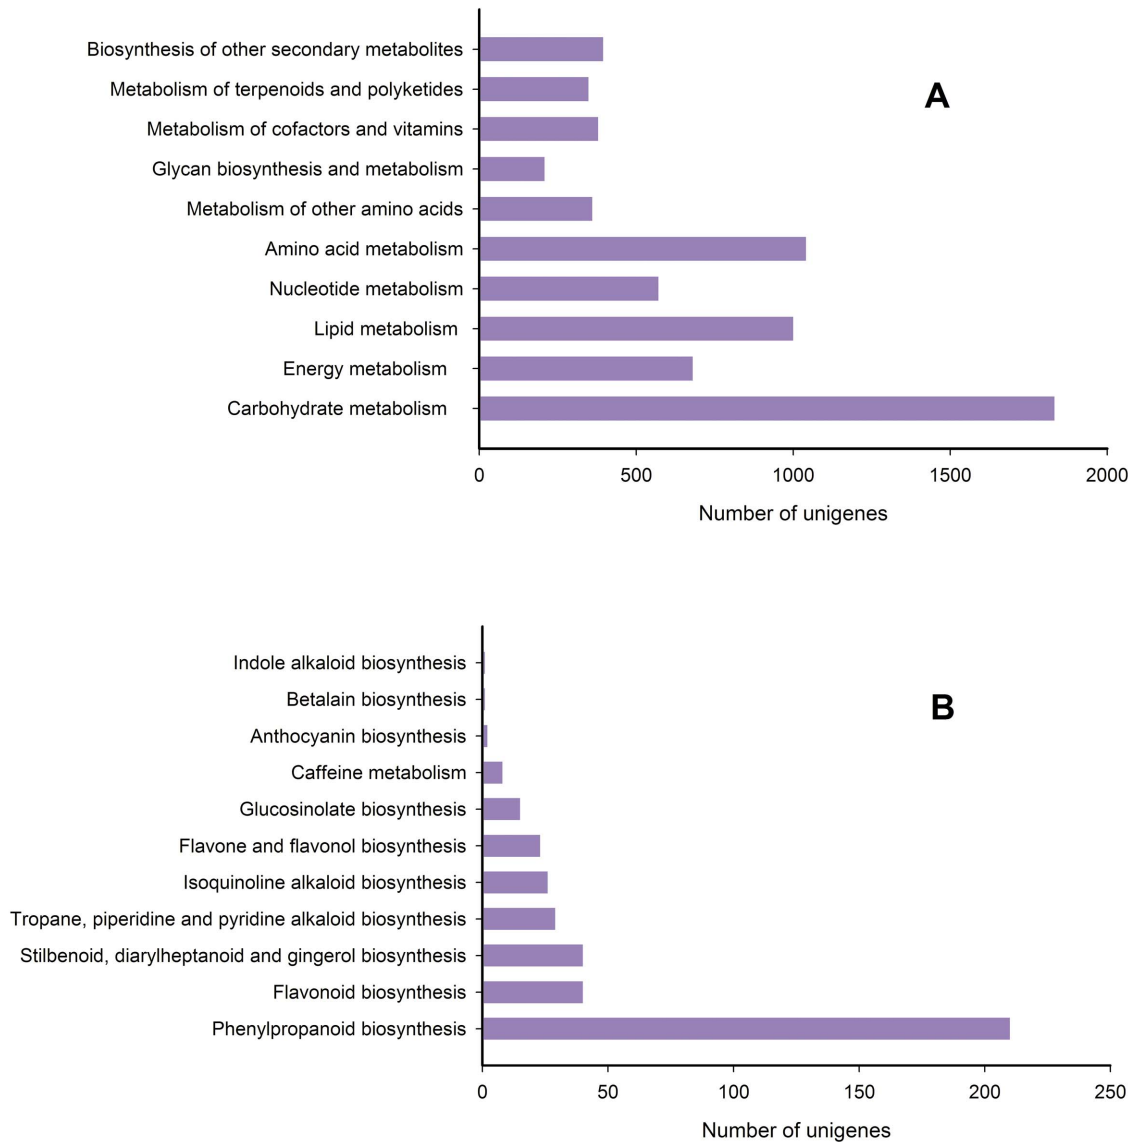 Biosynthesis of other secondary metabolites
Metabolism of terpenoids and polyketides
A
Metabolism of cofactors and vitamins
Glycan biosynthesis and metabolism
Metabolism of other amino acids
Amino acid metabolism
Nucleotide metabolism
Lipid metabolism
Energy metabolism
Carbohydrate metabolism
0 500 1000 1500 2000
Number of unigenes
Indole alkaloid biosynthesis
Betalain biosynthesis
B
Anthocyanin biosynthesis
Caffeine metabolism
Glucosinolate biosynthesis
Flavone and flavonol biosynthesis
Isoquinoline alkaloid biosynthesis
Tropane, piperidine and pyridine alkaloid biosynthesis
Stilbenoid, diarylheptanoid and gingerol biosynthesis
Flavonoid biosynthesis
Phenylpropanoid biosynthesis
0 50 100 150 200 250
Number of unigenes